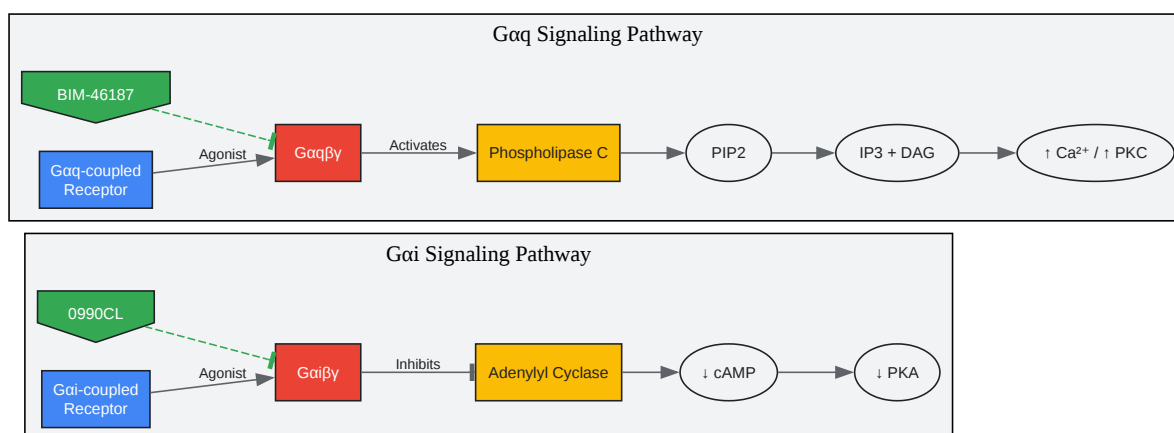 Gαq Signaling Pathway
BIM-46187
Gαq-coupled
Receptor
Agonist
Gαqβγ
Activates
Phospholipase C
PIP2
IP3 + DAG
↑ Ca²⁺ / ↑ PKC
Gαi Signaling Pathway
0990CL
Gαi-coupled
Receptor
Agonist
Gαiβγ
Inhibits
Adenylyl Cyclase
↓ cAMP
↓ PKA